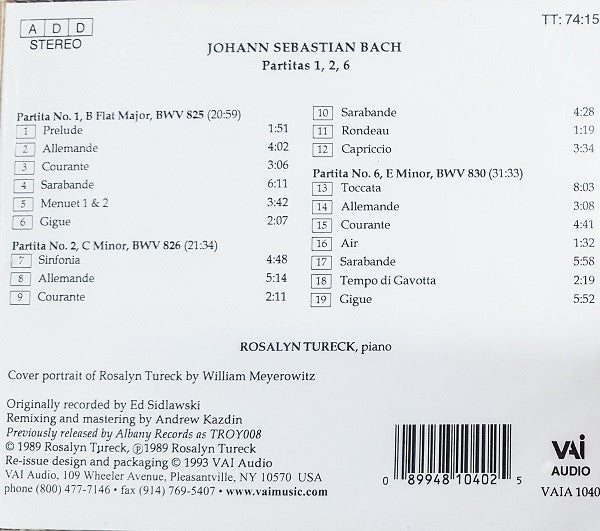 A D D
STEREO
TT: 74:15
JOHANN SEBASTIAN BACH
Partitas 1, 2, 6
Partita No. 1, B Flat Major, BWV 825 (20:59)
1 Prelude 1:51
2 Allemande 4:02
3 Courante 3:06
4 Sarabande 6:11
5 Menuet 1 & 2 3:42
6 Gigue 2:07
Partita No. 2, C Minor, BWV 826 (21:34)
7 Sinfonia 4:48
8 Allemande 5:14
9 Courante 2:11
10 Sarabande 4:28
11 Rondeau 1:19
12 Capriccio 3:34
Partita No. 6, E Minor, BWV 830 (31:33)
13 Toccata 8:03
14 Allemande 3:08
15 Courante 4:41
16 Air 1:32
17 Sarabande 5:58
18 Tempo di Gavotta 2:19
19 Gigue 5:52
ROSALYN TURECK, piano
Cover portrait of Rosalyn Tureck by William Meyerowitz
Originally recorded by Ed Sidlawski
Remixing and mastering by Andrew Kazdin
Previously released by Albany Records as TROY008
© 1989 Rosalyn Tureck, ℗1989 Rosalyn Tureck
Re-issue design and packaging © 1993 VAI Audio
VAI Audio, 109 Wheeler Avenue, Pleasantville, NY 10570 USA
phone (800) 477-7146 • fax (914) 769-5407 • www.vaimusic.com
0 89948 10402 5
VAI
AUDIO
VAIA 1040